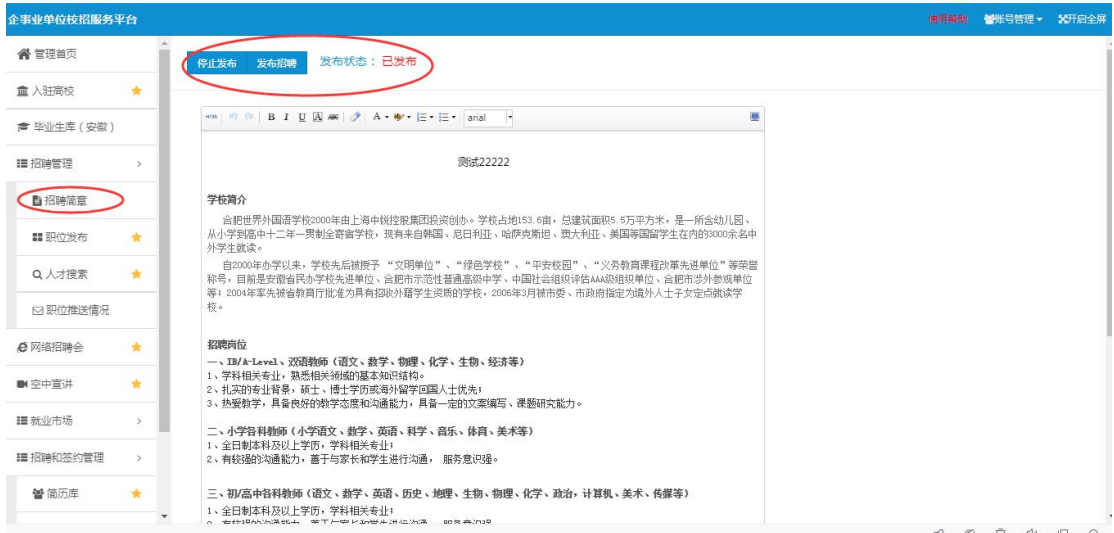 企事业单位校招服务平台
使用帮助 账号管理 开启全屏
管理首页
入驻高校
毕业生库（安徽）
招聘管理
招聘简章
职位发布
人才搜索
职位推送情况
网络招聘会
空中宣讲
就业市场
招聘和签约管理
简历库
停止发布 发布招聘 发布状态：已发布
HTML B I U A ABC A arial
测试22222
学校简介
合肥世界外国语学校2000年由上海中锐控股集团投资创办。学校占地153.6亩，总建筑面积5.5万平方米，是一所含幼儿园、
从小学到高中十二年一贯制全寄宿学校，现有来自韩国、尼日利亚、哈萨克斯坦、澳大利亚、美国等国留学生在内的3000余名中
外学生就读。
自2000年办学以来，学校先后被授予 “文明单位”、“绿色学校”、“平安校园”、“义务教育课程改革先进单位”等荣誉
称号，目前是安徽省民办学校先进单位、合肥市示范性普通高级中学、中国社会组织评估AAA级组织单位、合肥市涉外参观单位
等；2004年率先被省教育厅批准为具有招收外籍学生资质的学校，2006年3月被市委、市政府指定为境外人士子女定点就读学
校。
招聘岗位
一、IB/A-Level、双语教师（语文、数学、物理、化学、生物、经济等）
1、学科相关专业，熟悉相关领域的基本知识结构。
2、扎实的专业背景，硕士、博士学历或海外留学回国人士优先；
3、热爱教学，具备良好的教学态度和沟通能力，具备一定的文案编写、课题研究能力。
二、小学各科教师（小学语文、数学、英语、科学、音乐、体育、美术等）
1、全日制本科及以上学历，学科相关专业；
2、有较强的沟通能力，善于与家长和学生进行沟通， 服务意识强。
三、初/高中各科教师（语文、数学、英语、历史、地理、生物、物理、化学、政治，计算机、美术、传媒等）
1、全日制本科及以上学历，学科相关专业；
2、有较强的沟通能力，善于与家长和学生进行沟通， 服务意识强